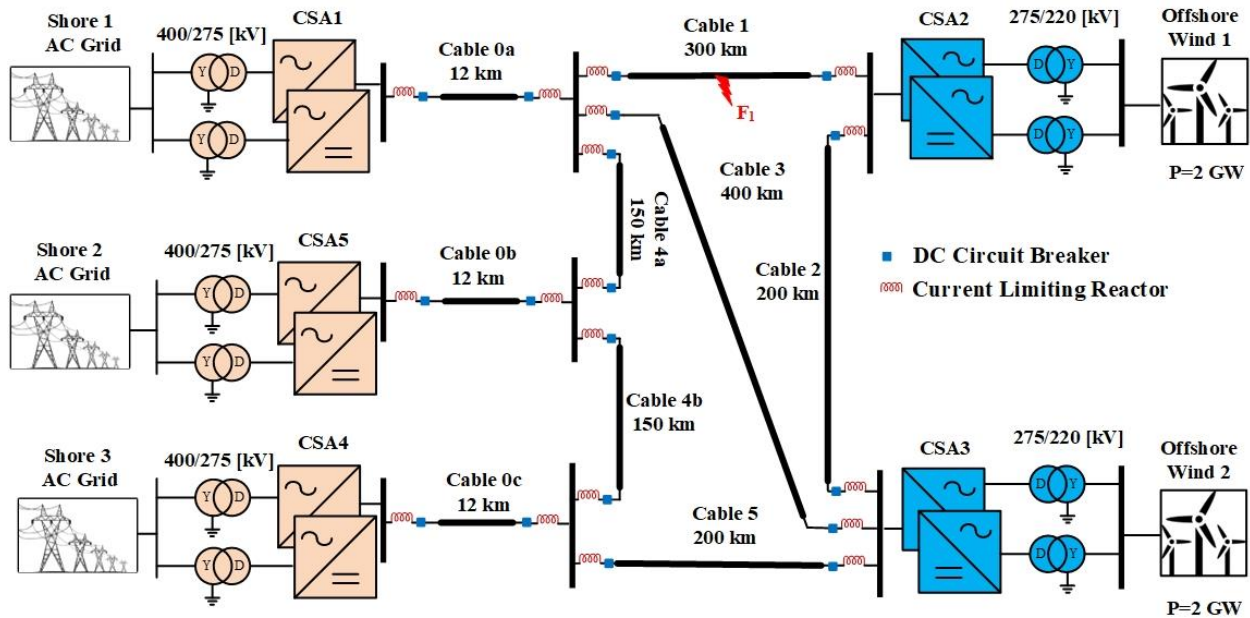 Shore 1
AC Grid
400/275 [kV]
CSA1
Y D
Y D
Cable 0a
12 km
Cable 1
300 km
F1
CSA2
275/220 [kV]
D Y
D Y
Offshore
Wind 1
P=2 GW
Cable 3
400 km
Cable 4a
150 km
Shore 2
AC Grid
400/275 [kV]
CSA5
Y D
Y D
Cable 0b
12 km
Cable 2
200 km
DC Circuit Breaker
Current Limiting Reactor
Cable 4b
150 km
Shore 3
AC Grid
400/275 [kV]
CSA4
Y D
Y D
Cable 0c
12 km
Cable 5
200 km
CSA3
275/220 [kV]
D Y
D Y
Offshore
Wind 2
P=2 GW